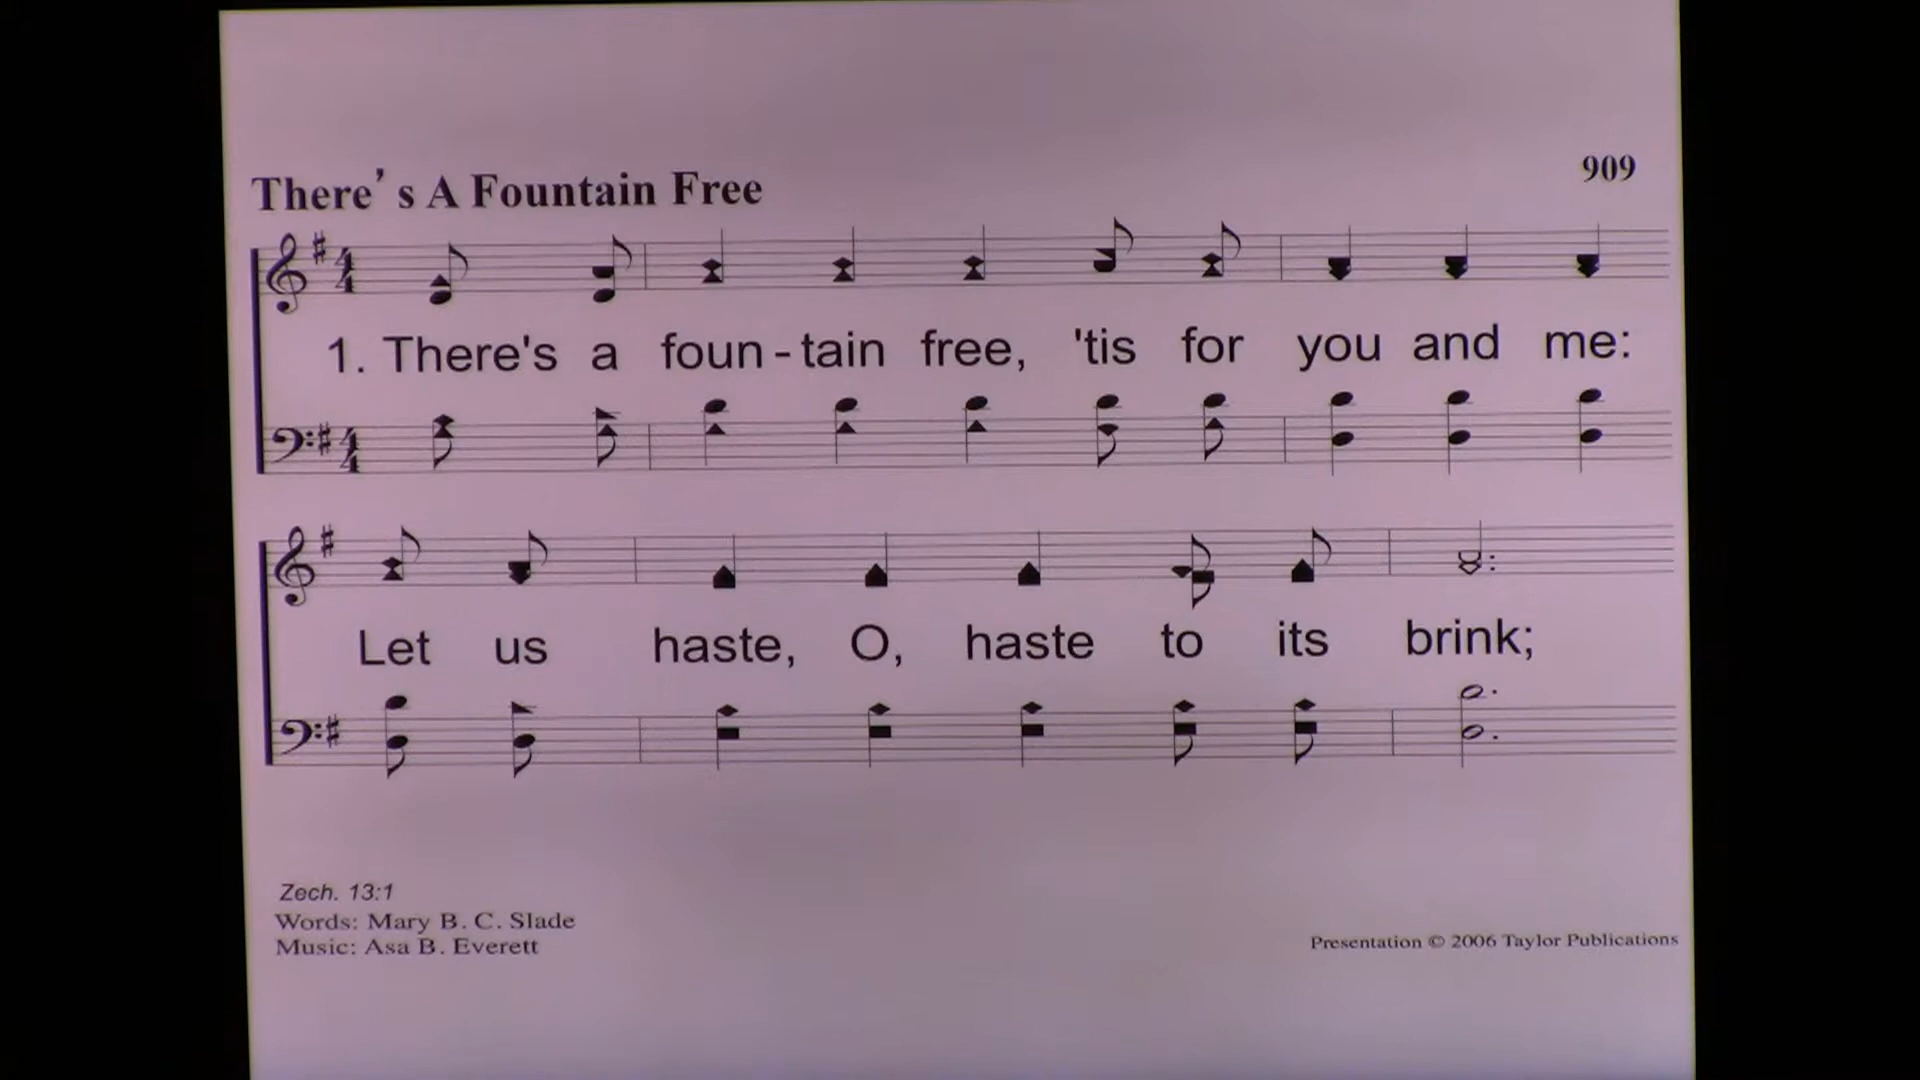 There's A Fountain Free
909
1. There's a foun-tain free, 'tis for you and me:
Let us haste, O, haste to its brink;
Zech. 13:1
Words: Mary B. C. Slade
Music: Asa B. Everett
Presentation © 2006 Taylor Publications